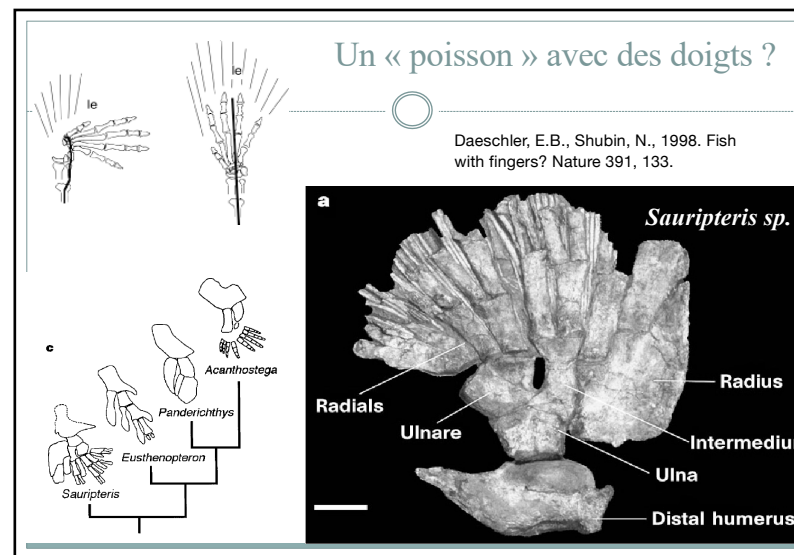 Un « poisson » avec des doigts ?
le
le
Daeschler, E.B., Shubin, N., 1998. Fish
with fingers? Nature 391, 133.
a
Sauripteris sp.
Radials
Ulnare
Radius
Intermediu
Ulna
Distal humerus
c
Acanthostega
Panderichthys
Eusthenopteron
Sauripteris